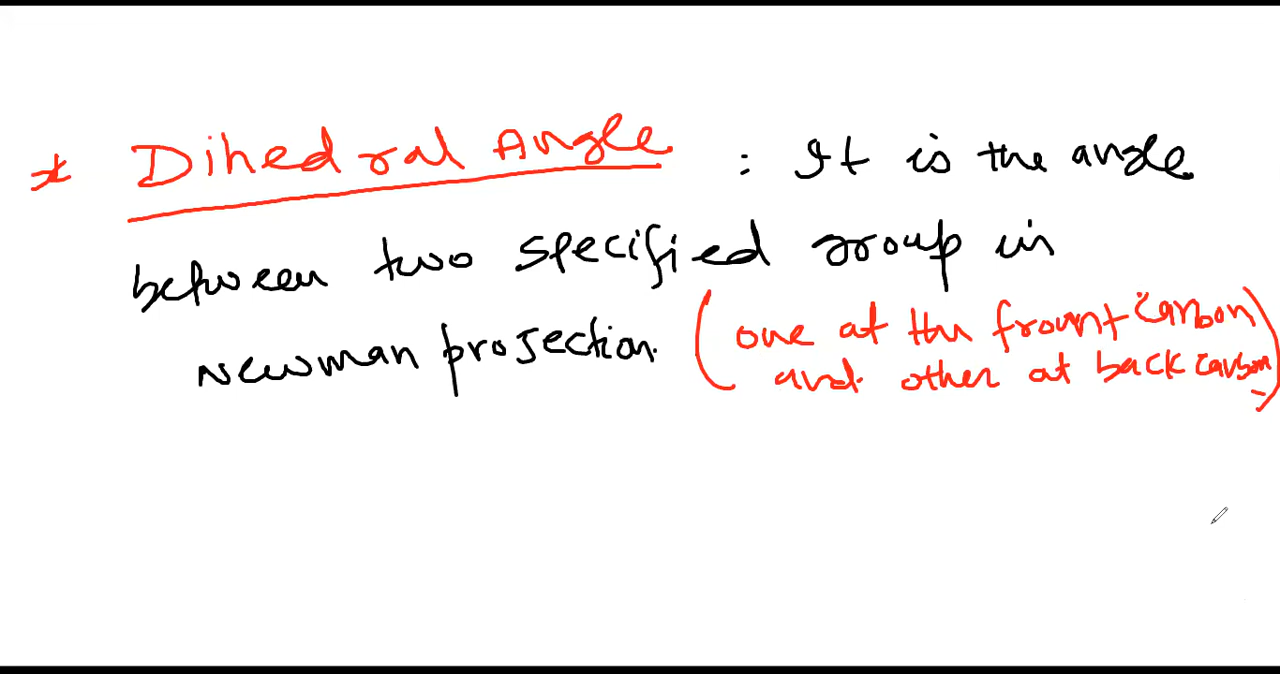 * Dihedral Angle : It is the angle
between two specified group in
newman projection. (one at the frount carbon
and other at back carbon)